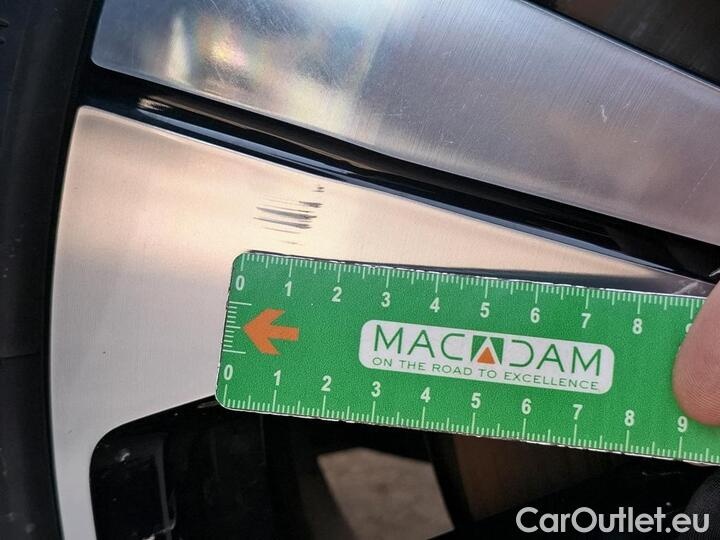 0 1 2 3 4 5 6 7 8 9
MACADAM
ON THE ROAD TO EXCELLENCE
0 1 2 3 4 5 6 7 8 9
CarOutlet.eu